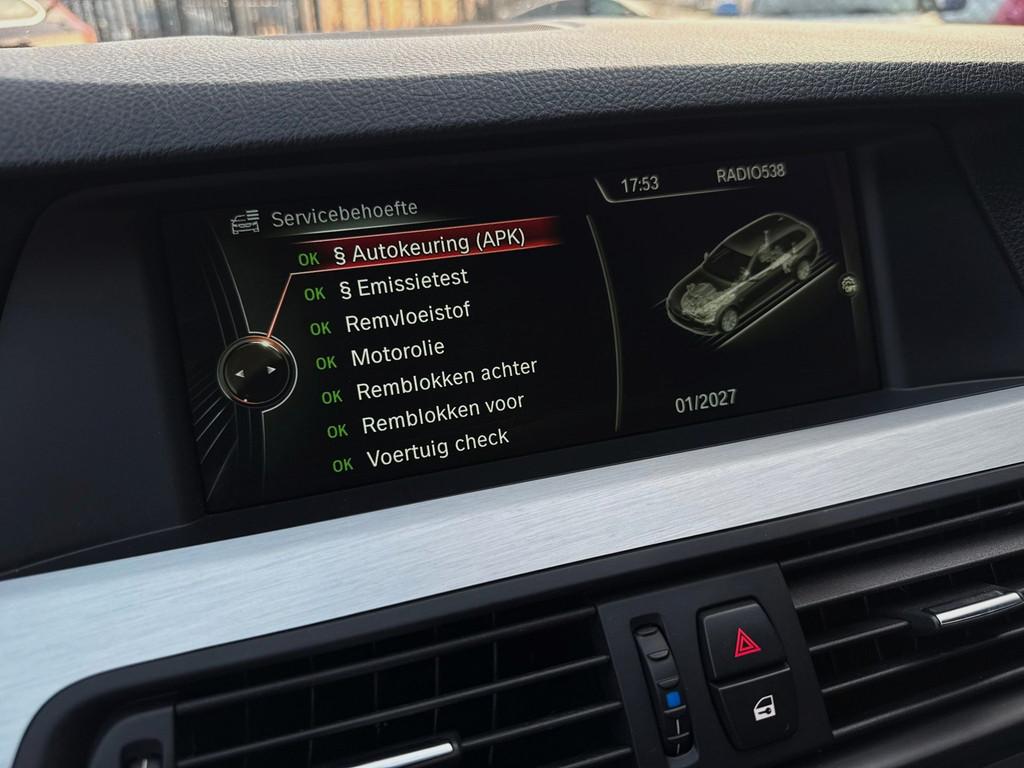 17:53 RADIO538
Servicebehoefte
OK § Autokeuring (APK)
OK § Emissietest
OK Remvloeistof
OK Motorolie
OK Remblokken achter
OK Remblokken voor
OK Voertuig check
01/2027